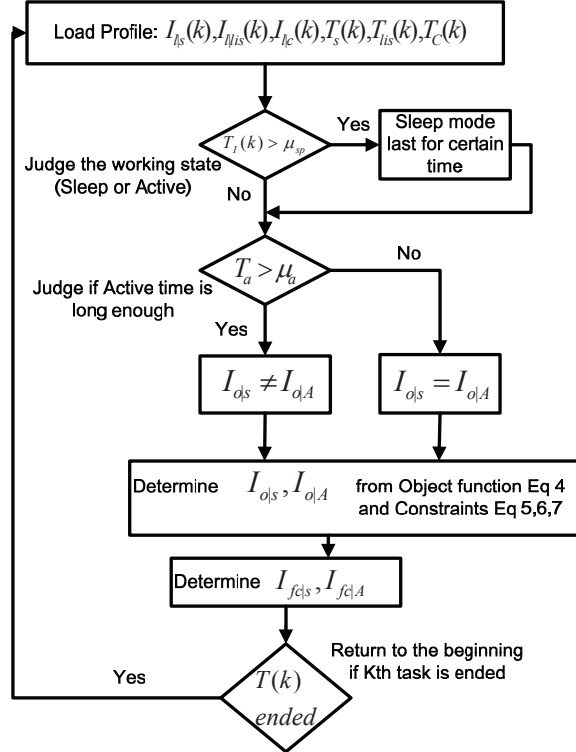 Load Profile: I_{l|s}(k),I_{l|lis}(k),I_{l|c}(k),T_s(k),T_{lis}(k),T_C(k)
T_I(k) > μ_{sp}
Yes
Sleep mode
last for certain
time
Judge the working state
(Sleep or Active)
No
T_a > μ_a
No
Judge if Active time is
long enough
Yes
I_{o|s} ≠ I_{o|A}
I_{o|s} = I_{o|A}
Determine I_{o|s}, I_{o|A} from Object function Eq 4
and Constraints Eq 5,6,7
Determine I_{fc|s}, I_{fc|A}
Return to the beginning
if Kth task is ended
Yes
T(k)
ended